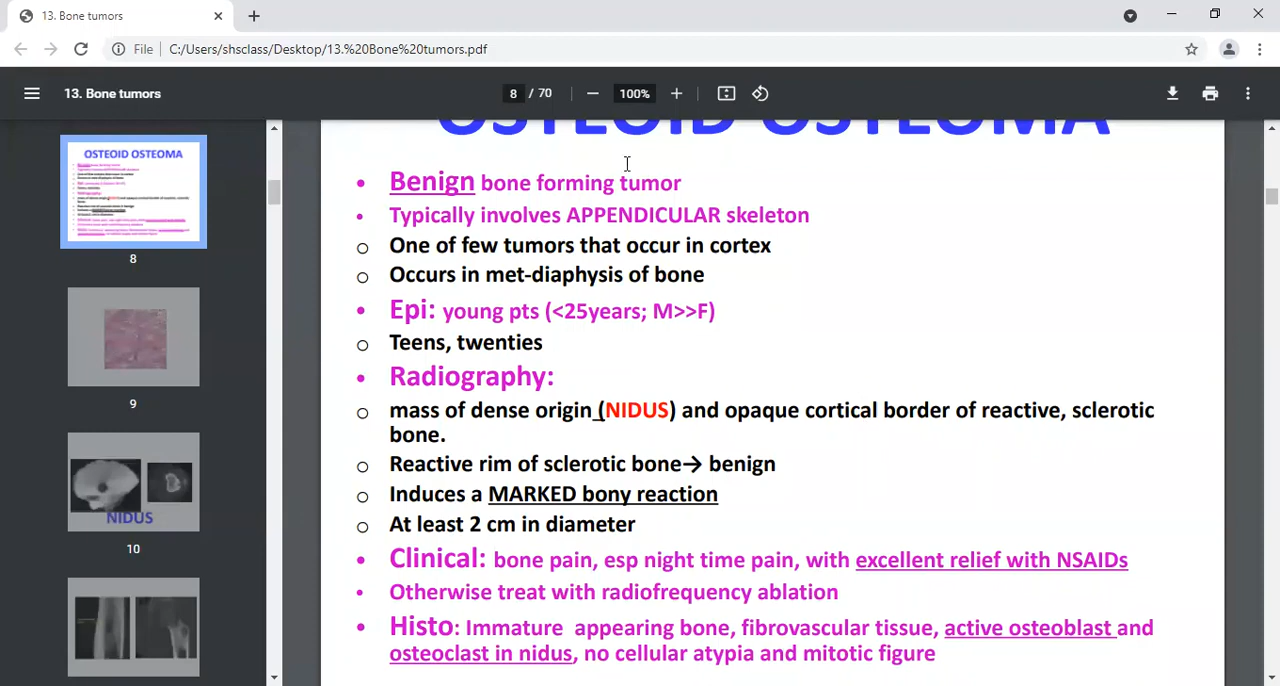 13. Bone tumors
File C:/Users/shsclass/Desktop/13.%20Bone%20tumors.pdf
13. Bone tumors
8 / 70
100%
OSTEOID OSTEOMA
8
9
NIDUS
10
OSTEOID OSTEOMA
• Benign bone forming tumor
• Typically involves APPENDICULAR skeleton
o One of few tumors that occur in cortex
o Occurs in met-diaphysis of bone
• Epi: young pts (<25years; M>>F)
o Teens, twenties
• Radiography:
o mass of dense origin (NIDUS) and opaque cortical border of reactive, sclerotic
bone.
o Reactive rim of sclerotic bone→ benign
o Induces a MARKED bony reaction
o At least 2 cm in diameter
• Clinical: bone pain, esp night time pain, with excellent relief with NSAIDs
• Otherwise treat with radiofrequency ablation
• Histo: Immature appearing bone, fibrovascular tissue, active osteoblast and
osteoclast in nidus, no cellular atypia and mitotic figure